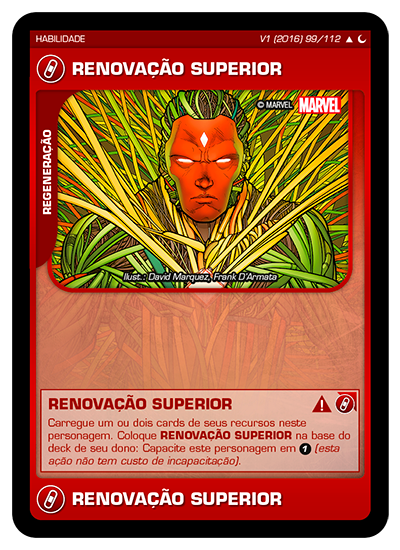 HABILIDADE
V1 (2016) 99/112
RENOVAÇÃO SUPERIOR
© MARVEL MARVEL
REGENERAÇÃO
Ilust.: David Marquez, Frank D'Armata
RENOVAÇÃO SUPERIOR
Carregue um ou dois cards de seus recursos neste
personagem. Coloque RENOVAÇÃO SUPERIOR na base do
deck de seu dono: Capacite este personagem em 1 (esta
ação não tem custo de incapacitação).
RENOVAÇÃO SUPERIOR